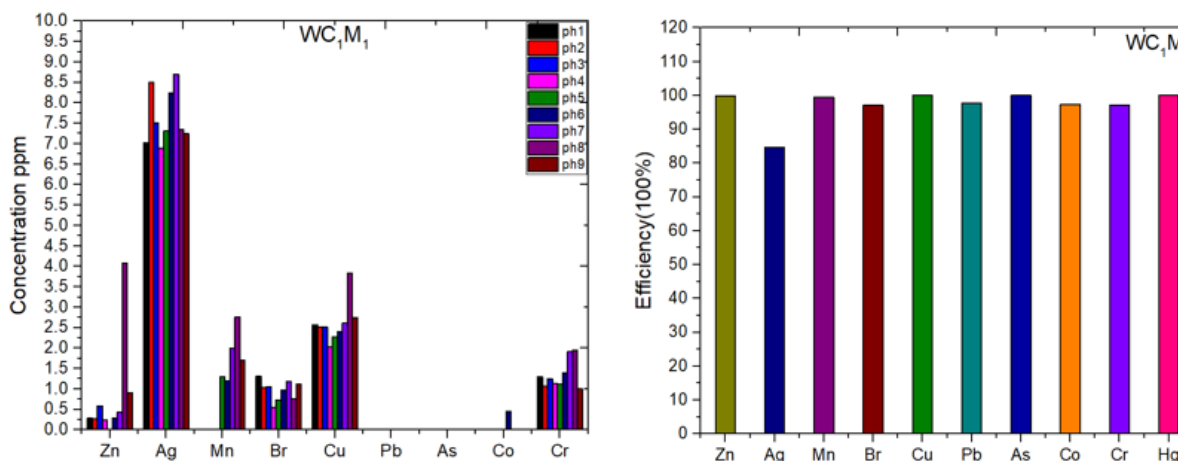 WC₁M₁
Concentration ppm
10.0
9.5
9.0
8.5
8.0
7.5
7.0
6.5
6.0
5.5
5.0
4.5
4.0
3.5
3.0
2.5
2.0
1.5
1.0
0.5
0.0
ph1
ph2
ph3'
ph4
ph5
ph6
ph7
ph8'
ph9
Zn Ag Mn Br Cu Pb As Co Cr
WC₁M
Efficiency(100%)
120
110
100
90
80
70
60
50
40
30
20
10
0
Zn Ag Mn Br Cu Pb As Co Cr Hg